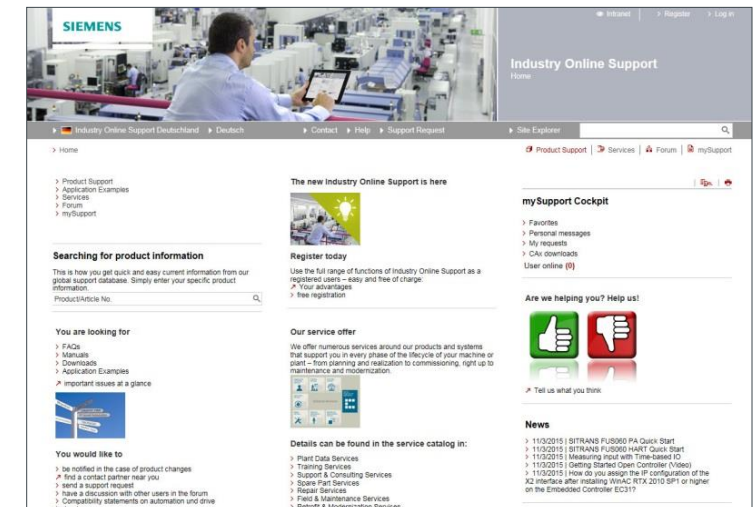 SIEMENS
Intranet
> Register
> Log in
Industry Online Support
Home
Industry Online Support Deutschland
Deutsch
Contact
Help
Support Request
Site Explorer
> Home
Product Support
Services
Forum
mySupport
> Product Support
> Application Examples
> Services
> Forum
> mySupport
Searching for product information
This is how you get quick and easy current information from our
global support database. Simply enter your specific product
information.
Product/Article No.
You are looking for
> FAQs
> Manuals
> Downloads
> Application Examples
important issues at a glance
You would like to
> be notified in the case of product changes
find a contact partner near you
> send a support request
> have a discussion with other users in the forum
> Compatibility statements on automation und drive
The new Industry Online Support is here
Register today
Use the full range of functions of Industry Online Support as a
registered users – easy and free of charge:
Your advantages
> free registration
Our service offer
We offer numerous services around our products and systems
that support you in every phase of the lifecycle of your machine or
plant – from planning and realization to commissioning, right up to
maintenance and modernization.
Details can be found in the service catalog in:
> Plant Data Services
> Training Services
> Support & Consulting Services
> Spare Part Services
> Repair Services
> Field & Maintenance Services
> Retrofit & Modernization Services
mySupport Cockpit
> Favorites
> Personal messages
> My requests
> CAx downloads
User online (0)
Are we helping you? Help us!
Tell us what you think
News
> 11/3/2015 | SITRANS FUS060 PA Quick Start
> 11/3/2015 | SITRANS FUS060 HART Quick Start
> 11/3/2015 | Measuring input with Time-based IO
> 11/3/2015 | Getting Started Open Controller (Video)
> 11/3/2015 | How do you assign the IP configuration of the
X2 interface after installing WinAC RTX 2010 SP1 or higher
on the Embedded Controller EC31?